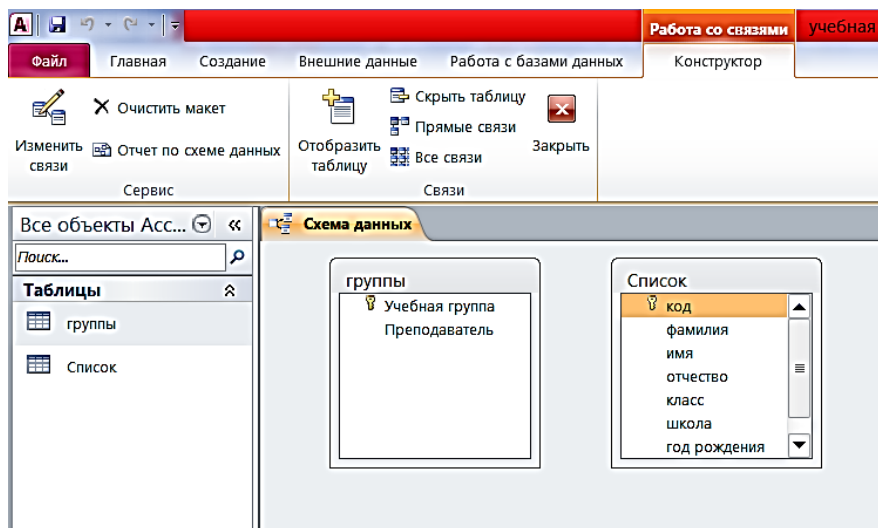 A
Работа со связями учебная
Файл Главная Создание Внешние данные Работа с базами данных Конструктор
Изменить связи
Очистить макет
Отчет по схеме данных
Сервис
Отобразить таблицу
Скрыть таблицу
Прямые связи
Все связи
Закрыть
Связи
Все объекты Acc...
Поиск...
Таблицы
группы
Список
Схема данных
группы
Учебная группа
Преподаватель
Список
код
фамилия
имя
отчество
класс
школа
год рождения